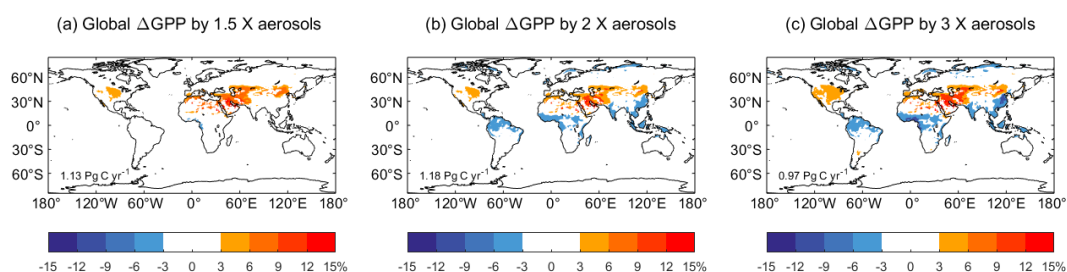 (a) Global ΔGPP by 1.5 X aerosols
(b) Global ΔGPP by 2 X aerosols
(c) Global ΔGPP by 3 X aerosols
60°N
30°N
0°
30°S
60°S
1.13 Pg C yr⁻¹
180° 120°W 60°W 0° 60°E 120°E 180°
60°N
30°N
0°
30°S
60°S
1.18 Pg C yr⁻¹
180° 120°W 60°W 0° 60°E 120°E 180°
60°N
30°N
0°
30°S
60°S
0.97 Pg C yr⁻¹
180° 120°W 60°W 0° 60°E 120°E 180°
-15 -12 -9 -6 -3 0 3 6 9 12 15%
-15 -12 -9 -6 -3 0 3 6 9 12 15%
-15 -12 -9 -6 -3 0 3 6 9 12 15%